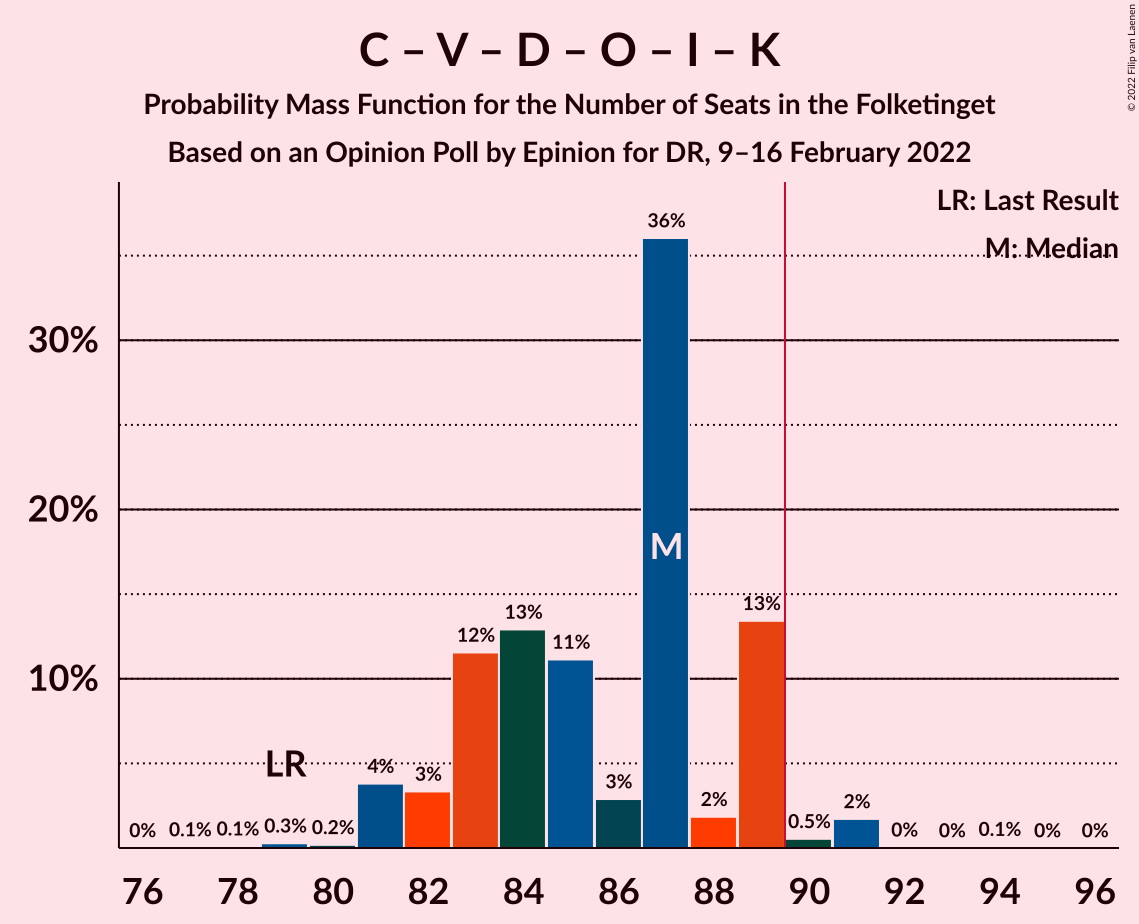 C – V – D – O – I – K
Probability Mass Function for the Number of Seats in the Folketinget
Based on an Opinion Poll by Epinion for DR, 9–16 February 2022
© 2022 Filip van Laenen
LR: Last Result
M: Median
30%
20%
10%
0%
0.1%
0.1%
0.3%
0.2%
4%
3%
12%
13%
11%
3%
36%
2%
13%
0.5%
2%
0%
0%
0.1%
0%
0%
LR
M
76 78 80 82 84 86 88 90 92 94 96